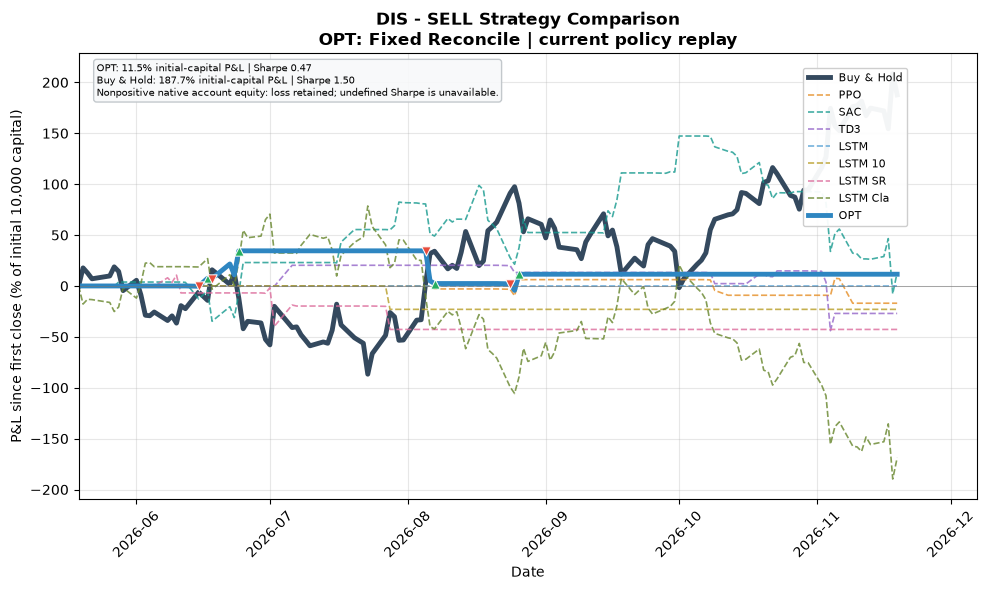 DIS - SELL Strategy Comparison
OPT: Fixed Reconcile | current policy replay
OPT: 11.5% initial-capital P&L | Sharpe 0.47
Buy & Hold: 187.7% initial-capital P&L | Sharpe 1.50
Nonpositive native account equity: loss retained; undefined Sharpe is unavailable.
Buy & Hold
PPO
SAC
TD3
LSTM
LSTM 10
LSTM SR
LSTM Cla
OPT
P&L since first close (% of initial 10,000 capital)
200
150
100
50
0
−50
−100
−150
−200
2026-06
2026-07
2026-08
2026-09
2026-10
2026-11
2026-12
Date